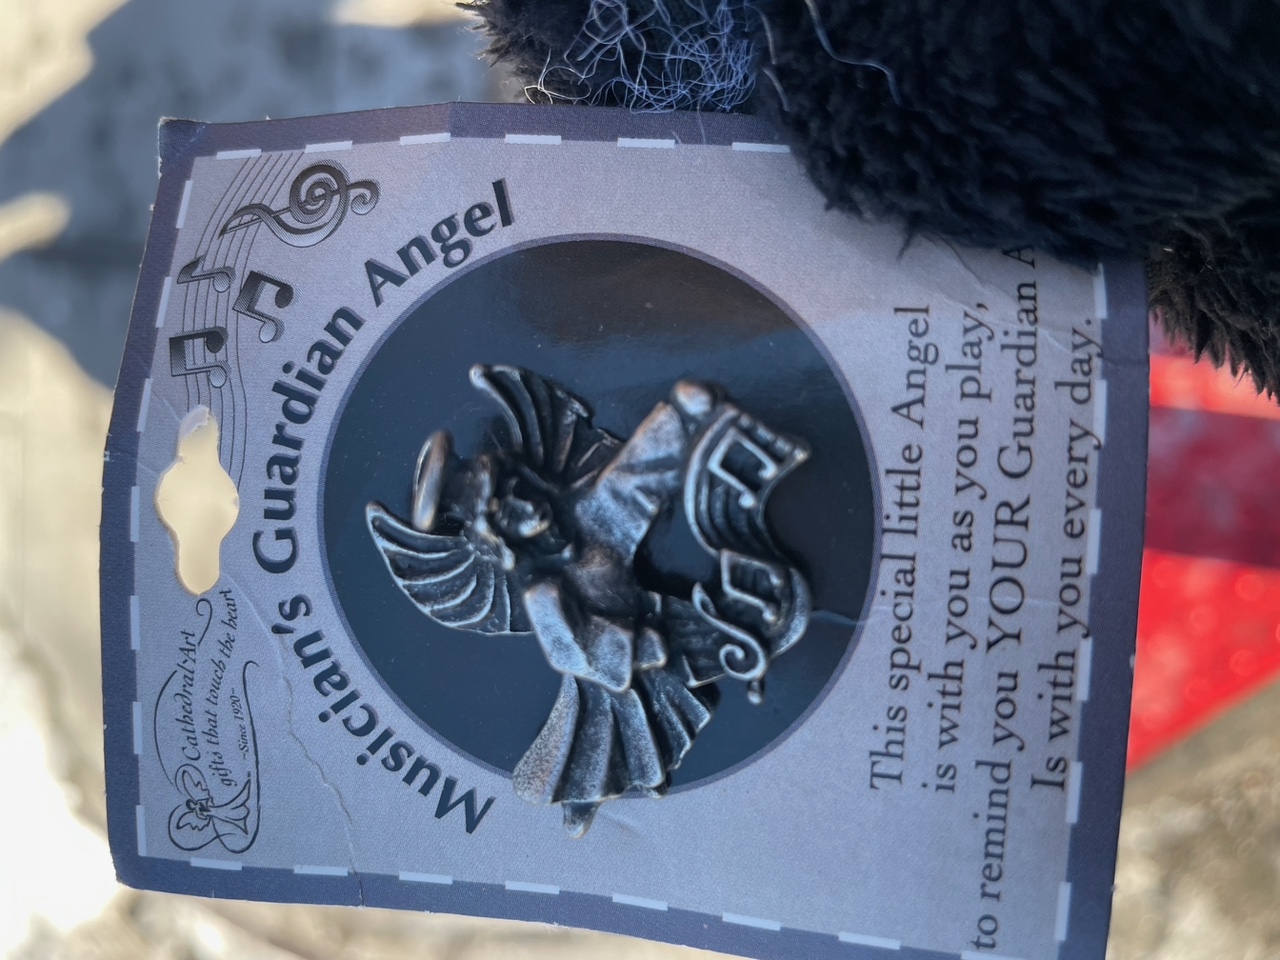 Cathedral Art
gifts that touch the heart
~Since 1920~
Musician's Guardian Angel
This special little Angel
is with you as you play,
to remind you YOUR Guardian
Is with you every day.